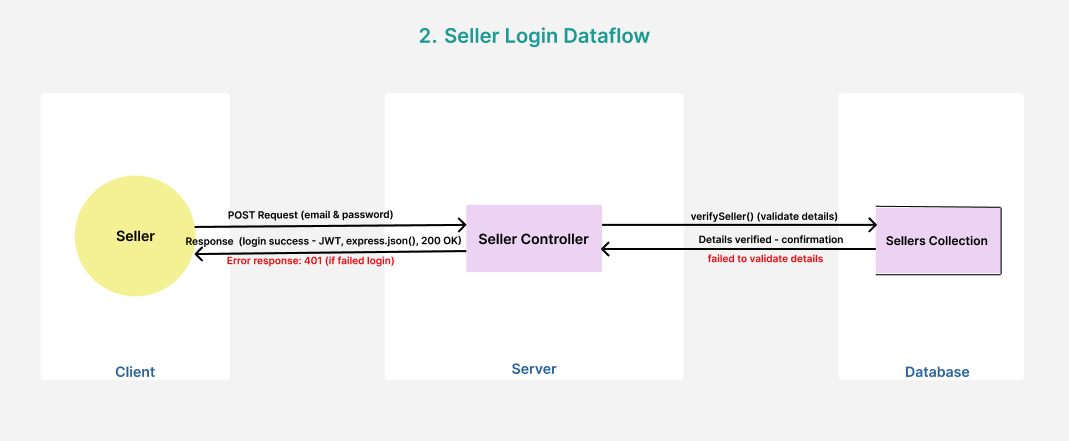 2. Seller Login Dataflow
Seller
POST Request (email & password)
Response (login success - JWT, express.json(), 200 OK)
Error response: 401 (if failed login)
Seller Controller
verifySeller() (validate details)
Details verified - confirmation
failed to validate details
Sellers Collection
Client
Server
Database